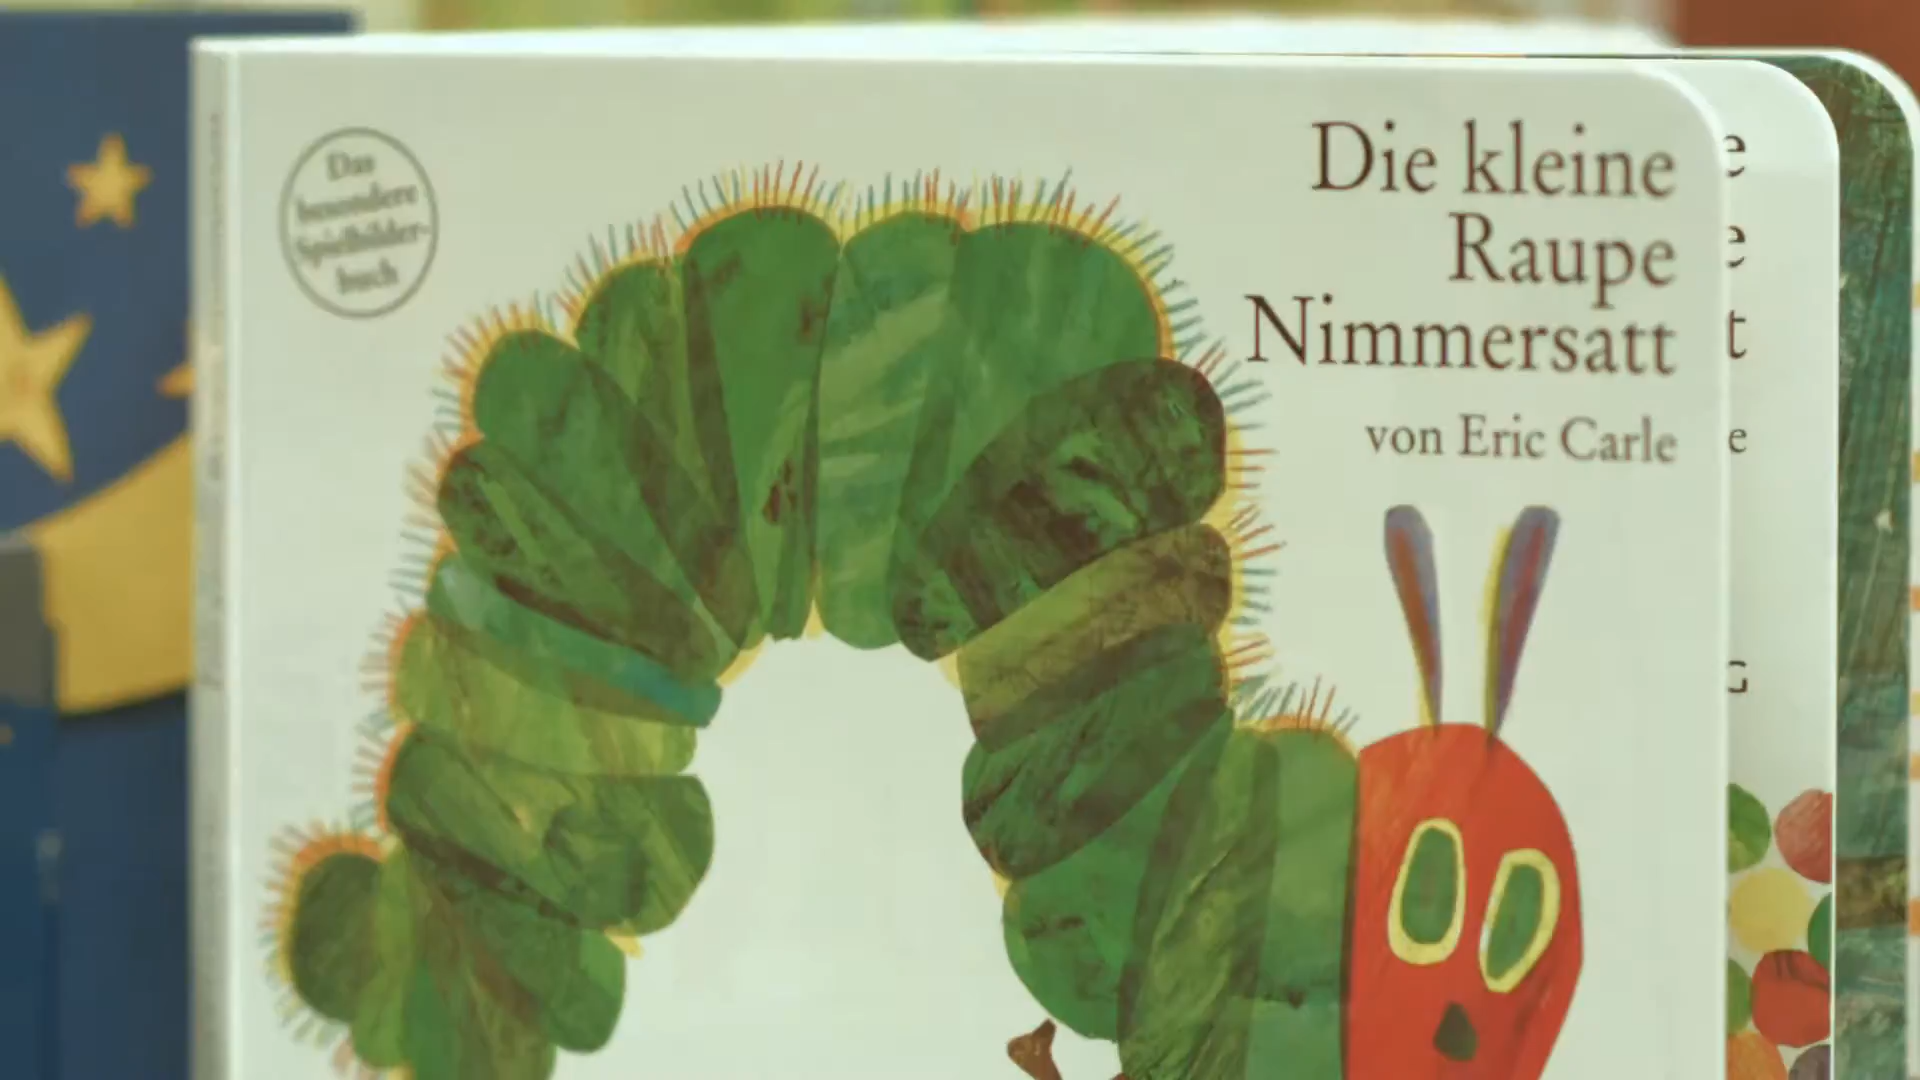 Das
besondere
Spielbilder-
buch
Die kleine
Raupe
Nimmersatt
von Eric Carle
e
e
t
e
G